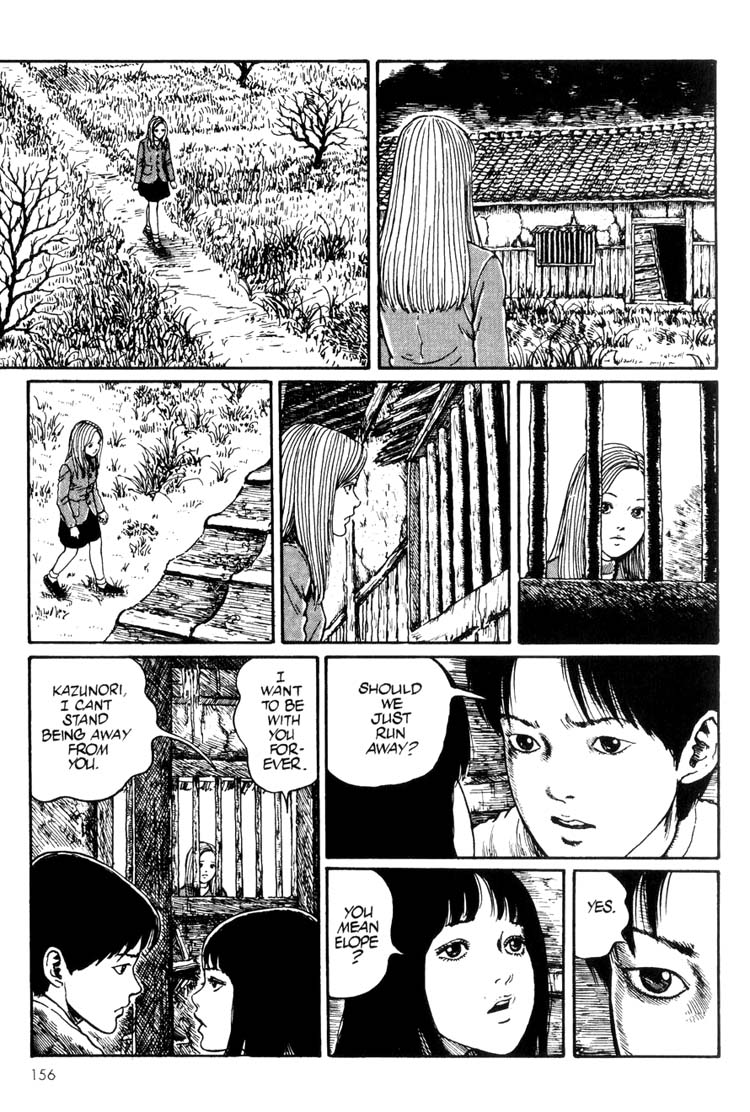 KAZUNORI,
I CANT
STAND
BEING AWAY
FROM
YOU.
I
WANT
TO BE
WITH
YOU
FOR-
EVER.
SHOULD
WE
JUST
RUN
AWAY?
YOU
MEAN
ELOPE
?
YES.
156